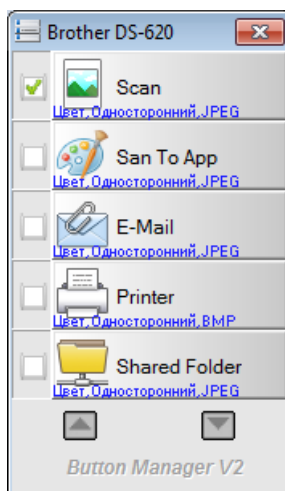 Brother DS-620
Scan
Цвет,Односторонний,JPEG
San To App
Цвет,Односторонний,JPEG
E-Mail
Цвет,Односторонний,JPEG
Printer
Цвет,Односторонний,BMP
Shared Folder
Цвет,Односторонний,JPEG
Button Manager V2